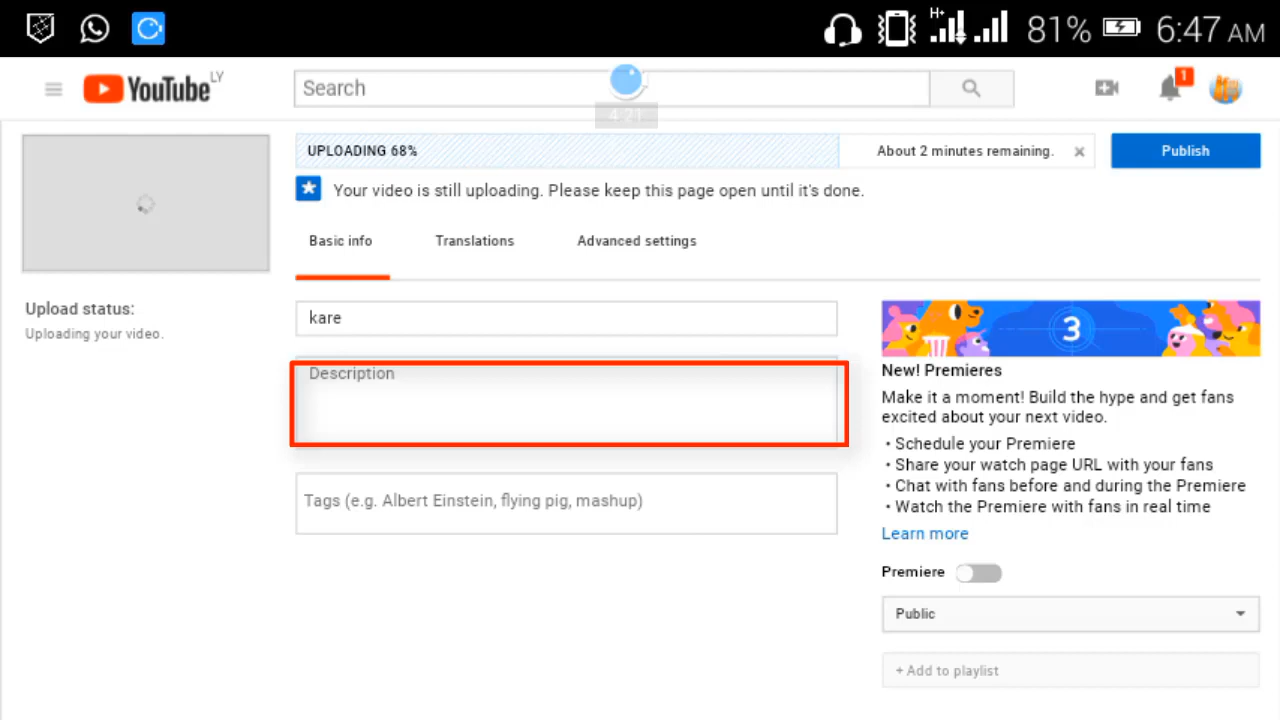 H+ 81% 6:47 AM
YouTube LY
Search
4:21
1
UPLOADING 68%
About 2 minutes remaining.
Publish
Your video is still uploading. Please keep this page open until it's done.
Basic info Translations Advanced settings
Upload status:
Uploading your video.
kare
Description
Tags (e.g. Albert Einstein, flying pig, mashup)
3
New! Premieres
Make it a moment! Build the hype and get fans
excited about your next video.
• Schedule your Premiere
• Share your watch page URL with your fans
• Chat with fans before and during the Premiere
• Watch the Premiere with fans in real time
Learn more
Premiere
Public
+ Add to playlist